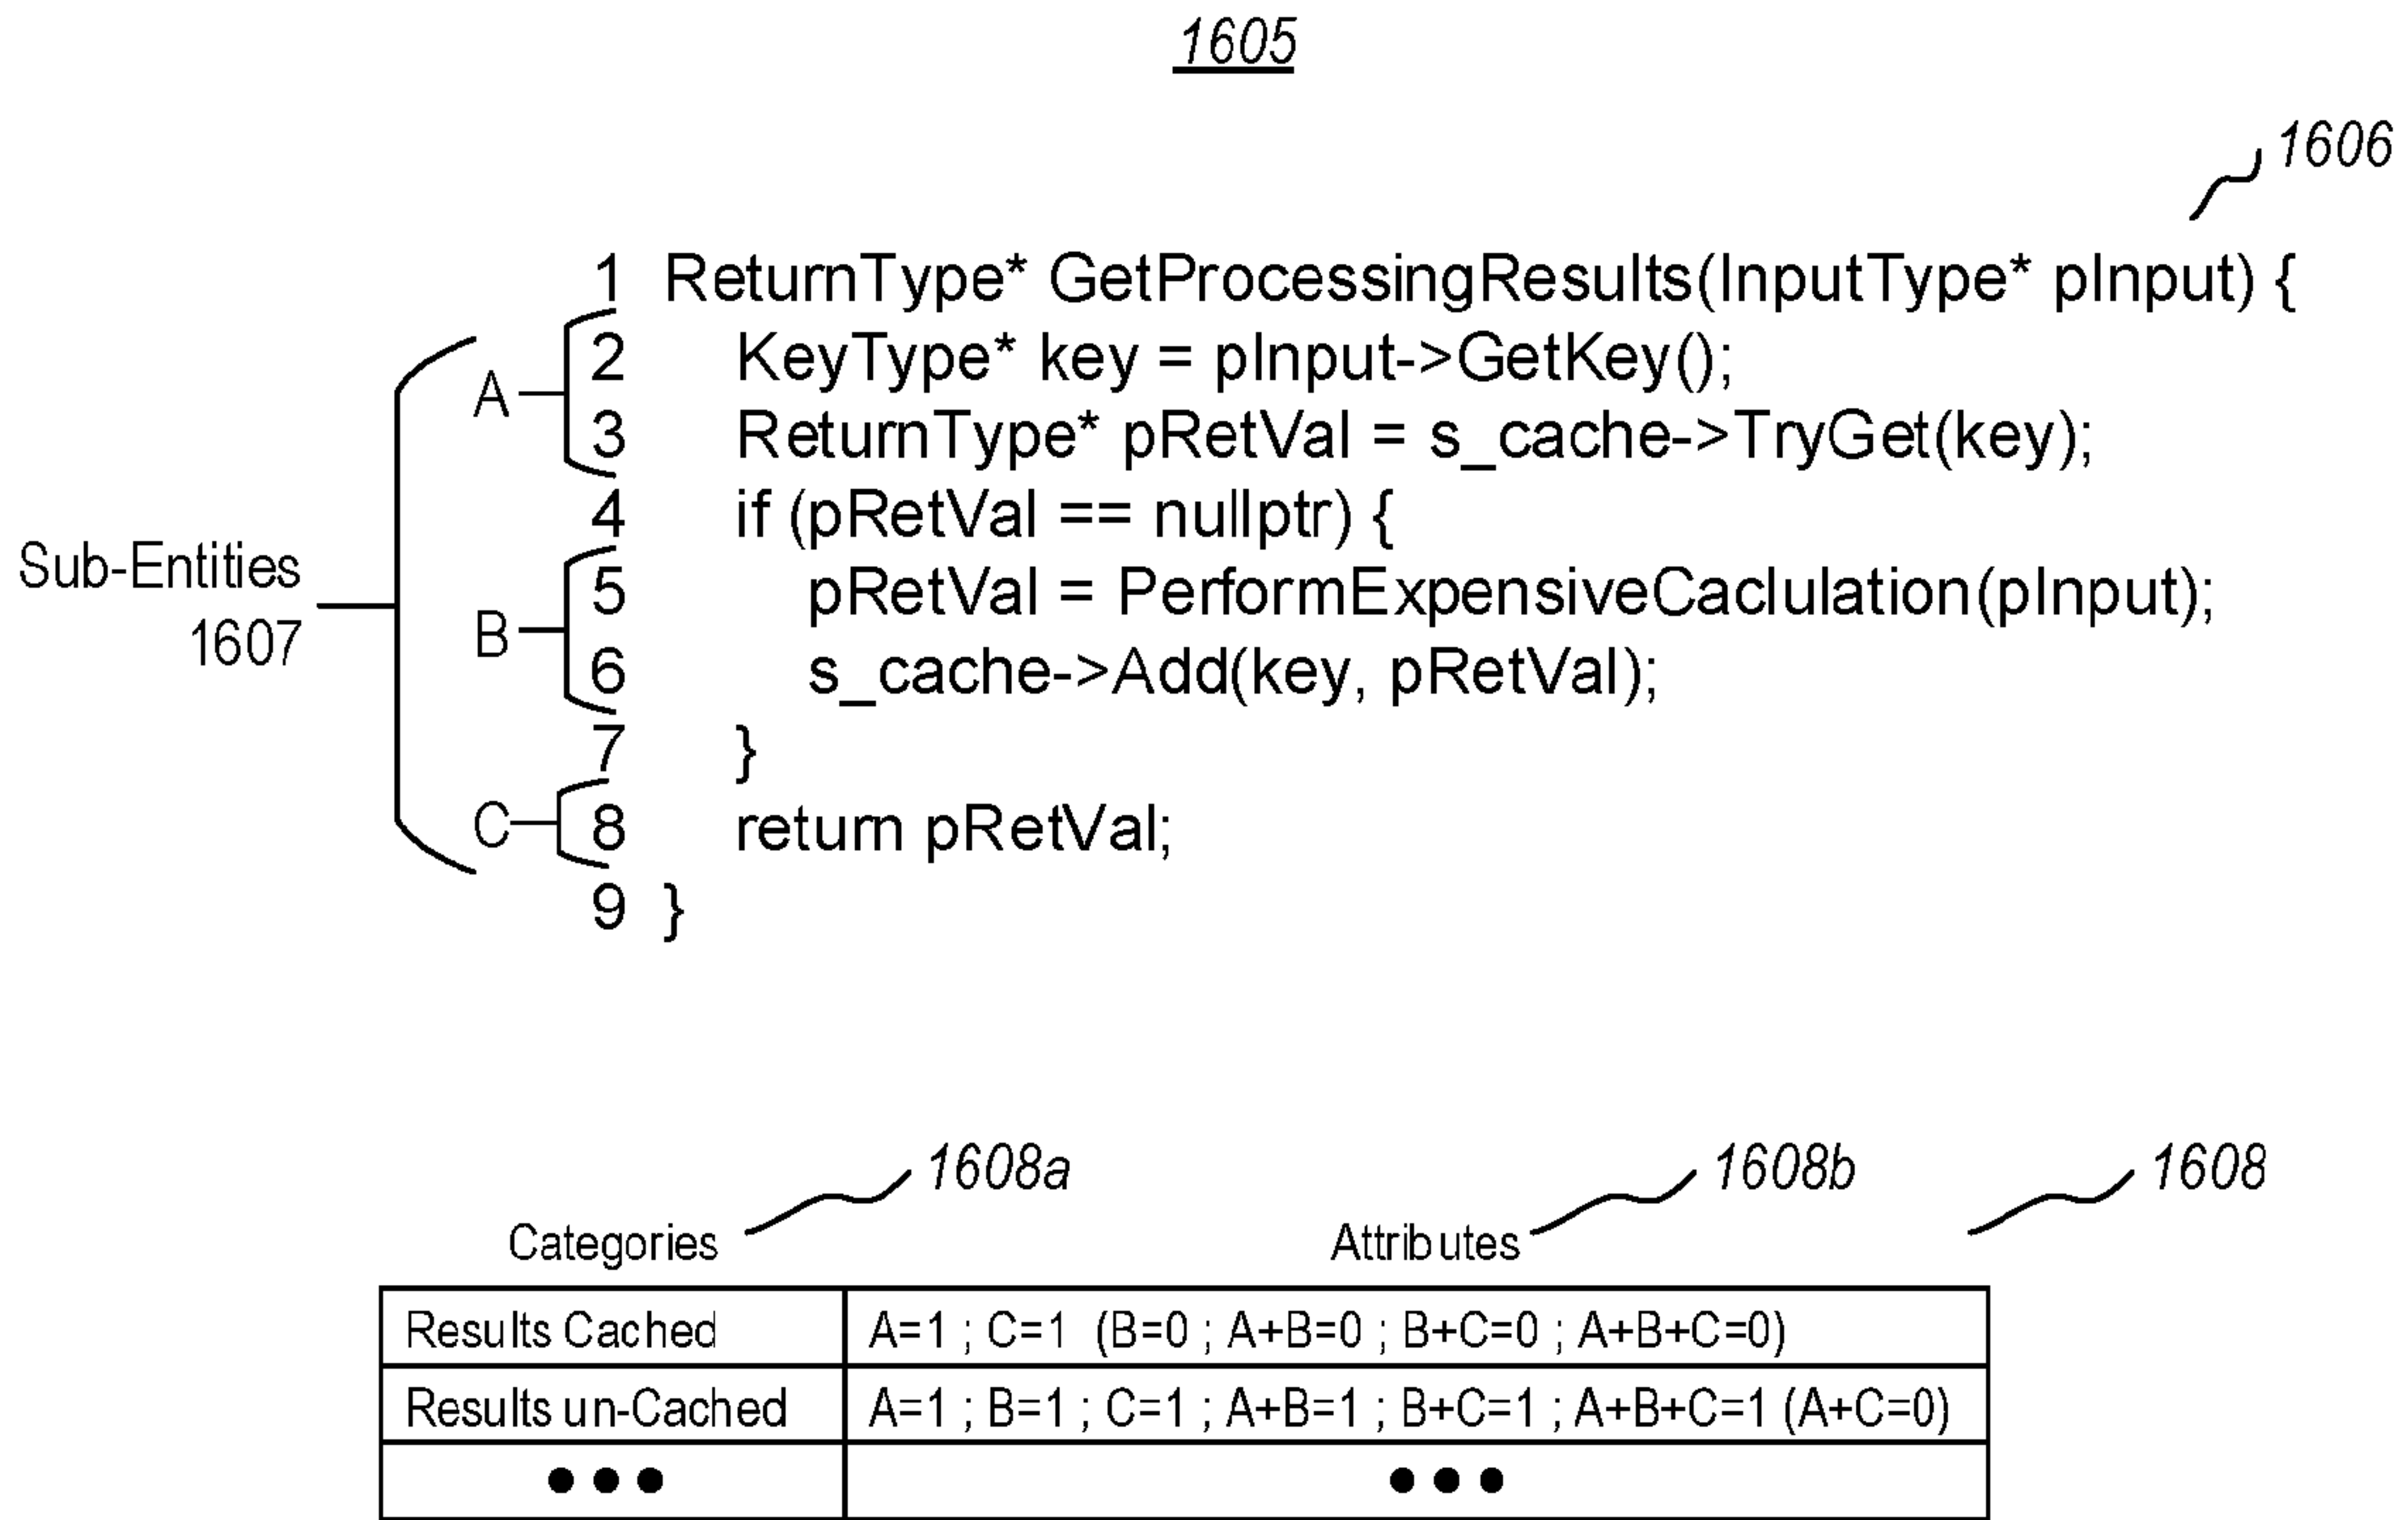 1605
1606
1 ReturnType* GetProcessingResults(InputType* pInput) {
2 KeyType* key = pInput->GetKey();
A
3 ReturnType* pRetVal = s_cache->TryGet(key);
4 if (pRetVal == nullptr) {
Sub-Entities
1607
5 pRetVal = PerformExpensiveCaclulation(pInput);
B
6 s_cache->Add(key, pRetVal);
7 }
C
8 return pRetVal;
9 }
1608a
1608b
1608
Categories
Attributes
Results Cached
A=1 ; C=1 (B=0 ; A+B=0 ; B+C=0 ; A+B+C=0)
Results un-Cached
A=1 ; B=1 ; C=1 ; A+B=1 ; B+C=1 ; A+B+C=1 (A+C=0)